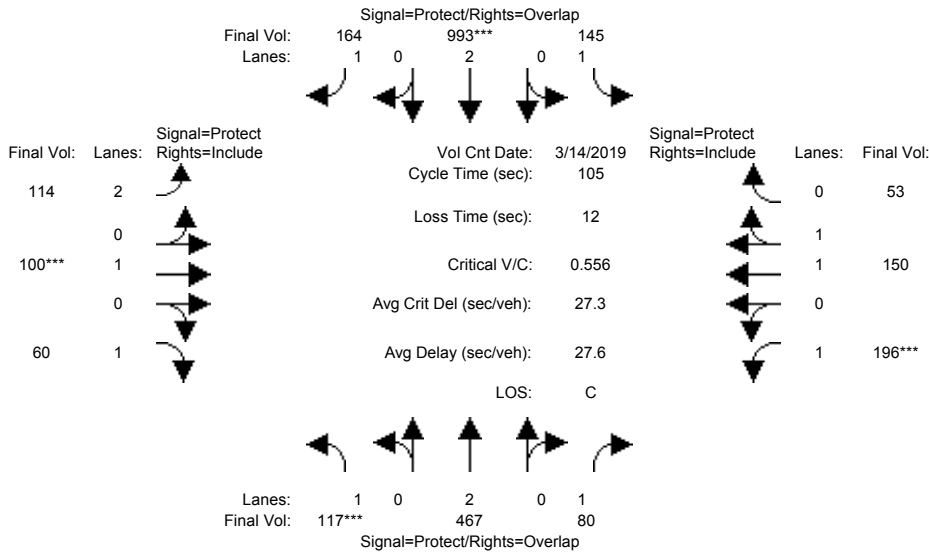 Signal=Protect/Rights=Overlap
Final Vol: 164 993*** 145
Lanes: 1 0 2 0 1
Signal=Protect Signal=Protect
Final Vol: Lanes: Rights=Include Vol Cnt Date: 3/14/2019 Rights=Include Lanes: Final Vol:
Cycle Time (sec): 105
114 2 0 53
Loss Time (sec): 12
0 1
100*** 1 Critical V/C: 0.556 1 150
0 Avg Crit Del (sec/veh): 27.3 0
60 1 Avg Delay (sec/veh): 27.6 1 196***
LOS: C
Lanes: 1 0 2 0 1
Final Vol: 117*** 467 80
Signal=Protect/Rights=Overlap